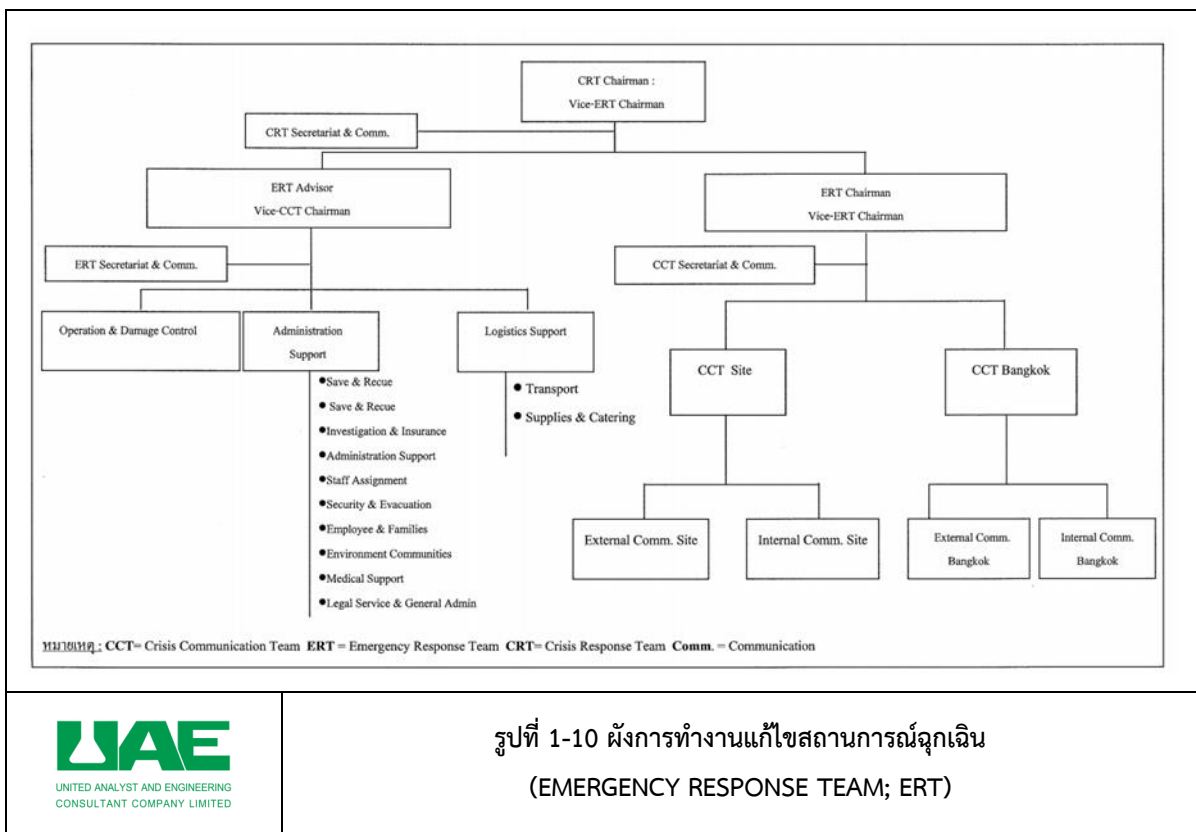 CRT Chairman :
Vice-ERT Chairman
CRT Secretariat & Comm.
ERT Advisor
Vice-CCT Chairman
ERT Chairman
Vice-ERT Chairman
ERT Secretariat & Comm.
CCT Secretariat & Comm.
Operation & Damage Control
Administration
Support
Logistics Support
CCT Site
CCT Bangkok
●Save & Recue
● Save & Recue
●Investigation & Insurance
●Administration Support
●Staff Assignment
●Security & Evacuation
●Employee & Families
●Environment Communities
●Medical Support
●Legal Service & General Admin
● Transport
● Supplies & Catering
External Comm. Site
Internal Comm. Site
External Comm.
Bangkok
Internal Comm.
Bangkok
หมายเหตุ : CCT= Crisis Communication Team ERT = Emergency Response Team CRT= Crisis Response Team Comm. = Communication
UAE
UNITED ANALYST AND ENGINEERING
CONSULTANT COMPANY LIMITED
รูปที่ 1-10 ผังการทำงานแก้ไขสถานการณ์ฉุกเฉิน
(EMERGENCY RESPONSE TEAM; ERT)